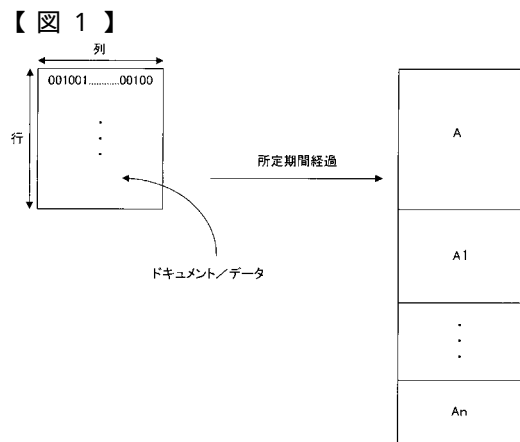 【図1】
列
001001..........00100
行
所定期間経過
A
ドキュメント／データ
A1
An